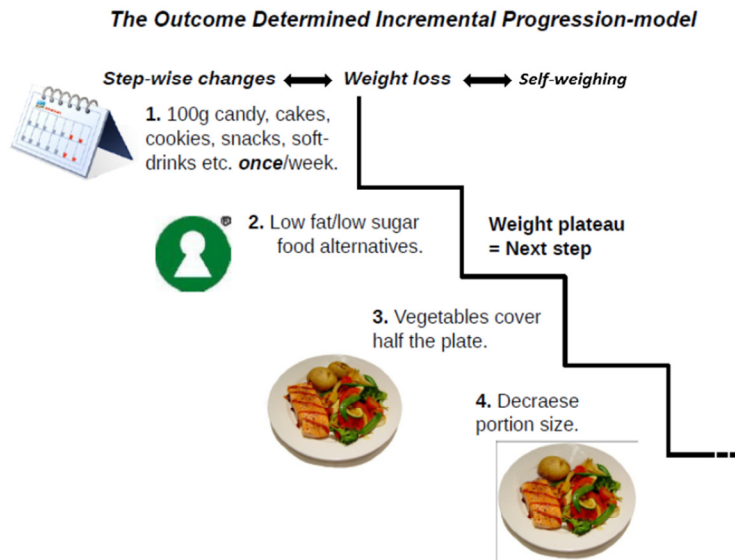 The Outcome Determined Incremental Progression-model
Step-wise changes Weight loss Self-weighing
1. 100g candy, cakes,
cookies, snacks, soft-
drinks etc. once/week.
2. Low fat/low sugar
food alternatives.
Weight plateau
= Next step
3. Vegetables cover
half the plate.
4. Decraese
portion size.